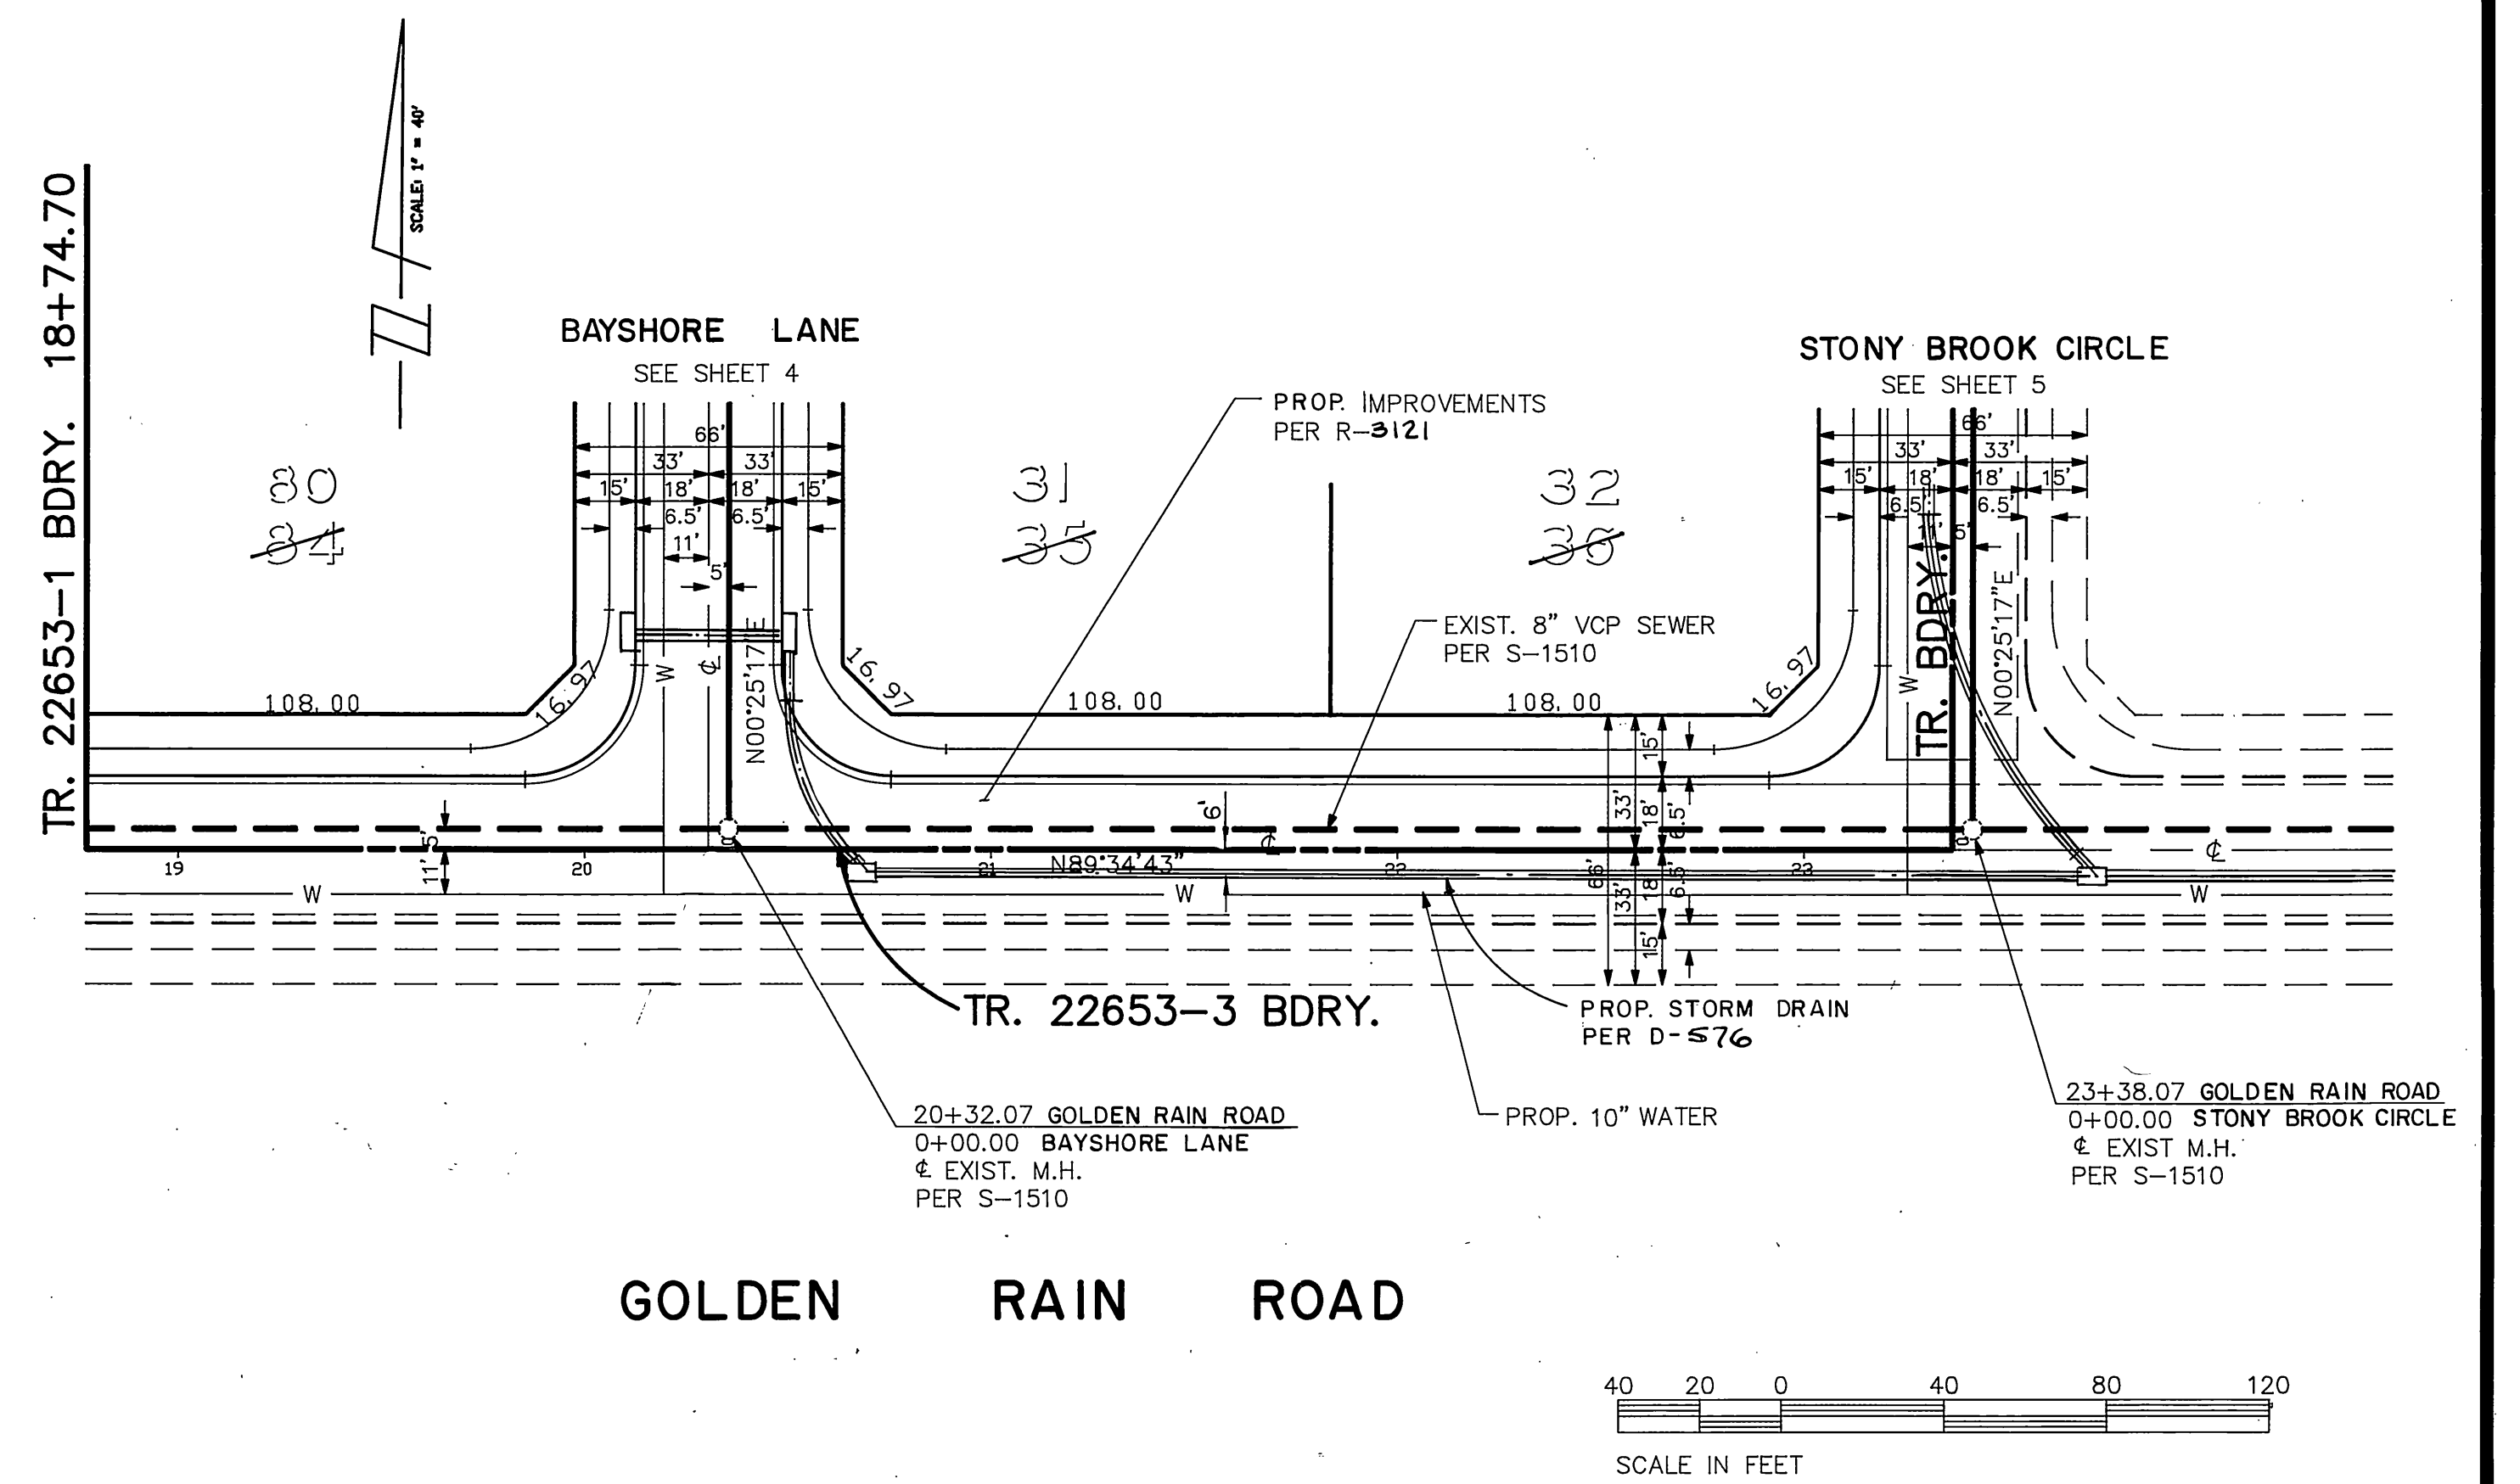 SCALE: 1" = 40'
TR. 22653-1 BDRY. 18+74.70
BAYSHORE LANE
SEE SHEET 4
STONY BROOK CIRCLE
SEE SHEET 5
PROP. IMPROVEMENTS
PER R-3121
66'
33' 33'
15' 18' 18' 15'
6.5' 6.5'
11'
5'
66'
33' 33'
15' 18' 18' 15'
6.5' 6.5'
11' 5'
30
34
31
35
32
36
EXIST. 8" VCP SEWER
PER S-1510
TR. BDRY.
N00°25'17"E
N00°25'17"E
W
℄
W
108.00
16.97
16.97
108.00
108.00
16.97
15'
33'
18'
6.5'
66'
33'
18'
6.5'
15'
6'
℄
℄
11'
5'
N89°34'43"
19
20
21
22
23
W
W
W
TR. 22653-3 BDRY.
PROP. STORM DRAIN
PER D-576
PROP. 10" WATER
20+32.07 GOLDEN RAIN ROAD
0+00.00 BAYSHORE LANE
℄ EXIST. M.H.
PER S-1510
23+38.07 GOLDEN RAIN ROAD
0+00.00 STONY BROOK CIRCLE
℄ EXIST M.H.
PER S-1510
GOLDEN RAIN ROAD
40 20 0 40 80 120
SCALE IN FEET